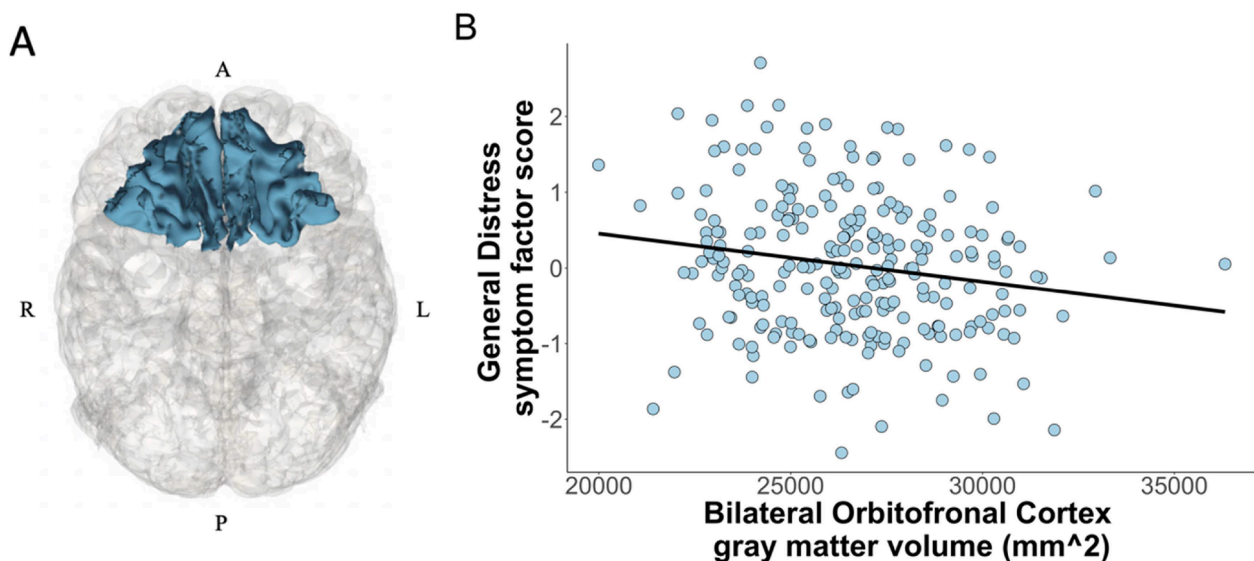 A
A
R
L
P
B
General Distress
symptom factor score
2
1
0
-1
-2
20000
25000
30000
35000
Bilateral Orbitofronal Cortex
gray matter volume (mm^2)